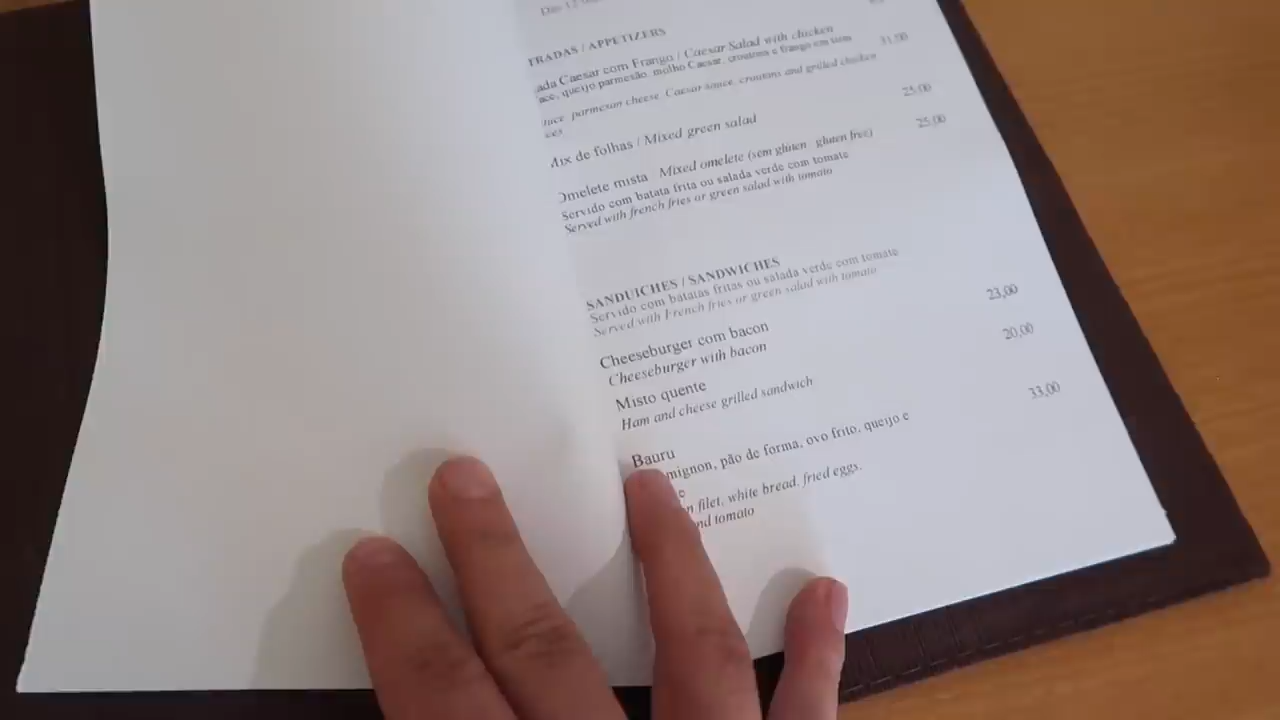 TRADAS / APPETIZERS
ada Caesar com Frango / Caesar Salad with chicken 31,00
ace, queijo parmesão, molho Caesar, croutons e frango em
parmesan cheese, Caesar sauce, croutons and grilled chicken
ces
25,00
Mix de folhas / Mixed green salad
25,00
Omelete mista Mixed omelete (sem gluten gluten free)
Servido com batata frita ou salada verde com tomate
Served with french fries or green salad with tomato
SANDUICHES / SANDWICHES
Servido com batatas fritas ou salada verde com tomate
Served with French fries or green salad with tomato
Cheeseburger com bacon 23,00
Cheeseburger with bacon
Misto quente 20,00
Ham and cheese grilled sandwich
Bauru 33,00
mignon, pão de forma, ovo frito, queijo e
e
n filet, white bread, fried eggs,
nd tomato